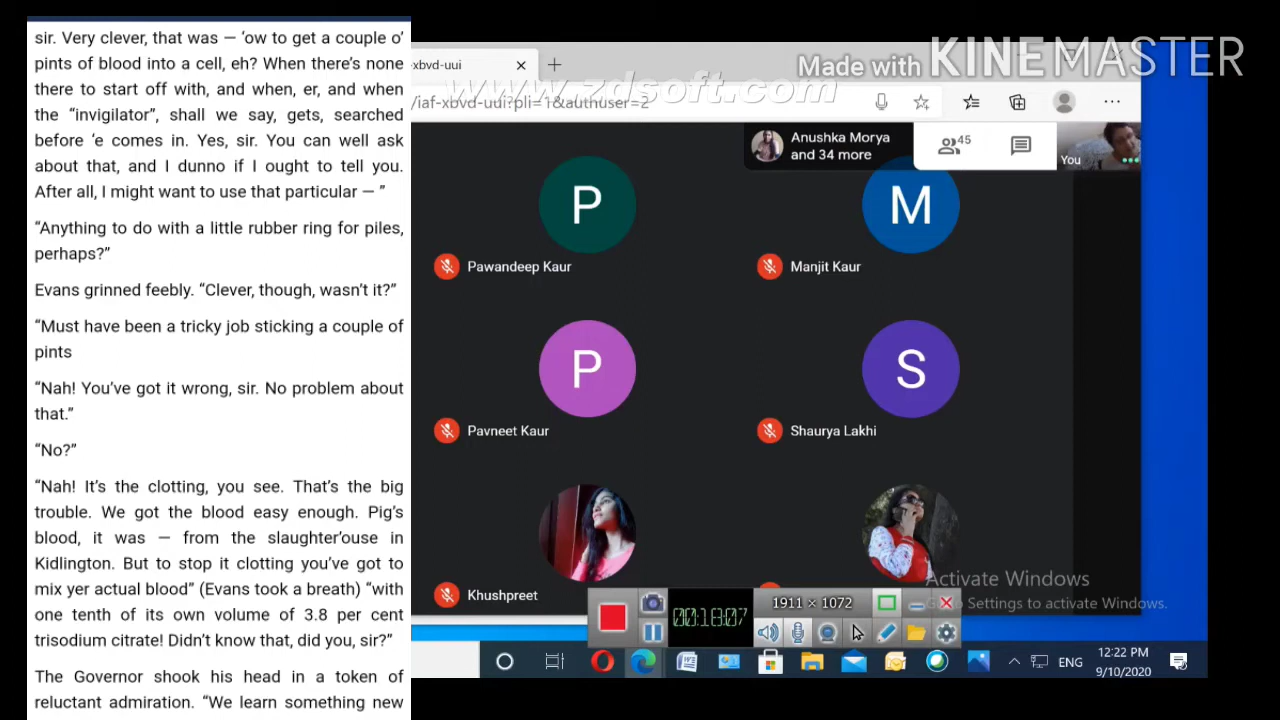 sir. Very clever, that was — ‘ow to get a couple o’
pints of blood into a cell, eh? When there’s none
there to start off with, and when, er, and when
the “invigilator”, shall we say, gets, searched
before ‘e comes in. Yes, sir. You can well ask
about that, and I dunno if I ought to tell you.
After all, I might want to use that particular — ”
“Anything to do with a little rubber ring for piles,
perhaps?”
Evans grinned feebly. “Clever, though, wasn’t it?”
“Must have been a tricky job sticking a couple of
pints
“Nah! You’ve got it wrong, sir. No problem about
that.”
“No?”
“Nah! It’s the clotting, you see. That’s the big
trouble. We got the blood easy enough. Pig’s
blood, it was — from the slaughter’ouse in
Kidlington. But to stop it clotting you’ve got to
mix yer actual blood” (Evans took a breath) “with
one tenth of its own volume of 3.8 per cent
trisodium citrate! Didn’t know that, did you, sir?”
The Governor shook his head in a token of
reluctant admiration. “We learn something new
Made with KINEMASTER
-xbvd-uui
www.zdsoft.com
/iaf-xbvd-uui?pli=1&authuser=2
Anushka Morya
and 34 more
45
You
P
M
Pawandeep Kaur
Manjit Kaur
P
S
Pavneet Kaur
Shaurya Lakhi
Khushpreet
Activate Windows
Go to Settings to activate Windows.
00:18:07
1911 × 1072
ENG
12:22 PM
9/10/2020